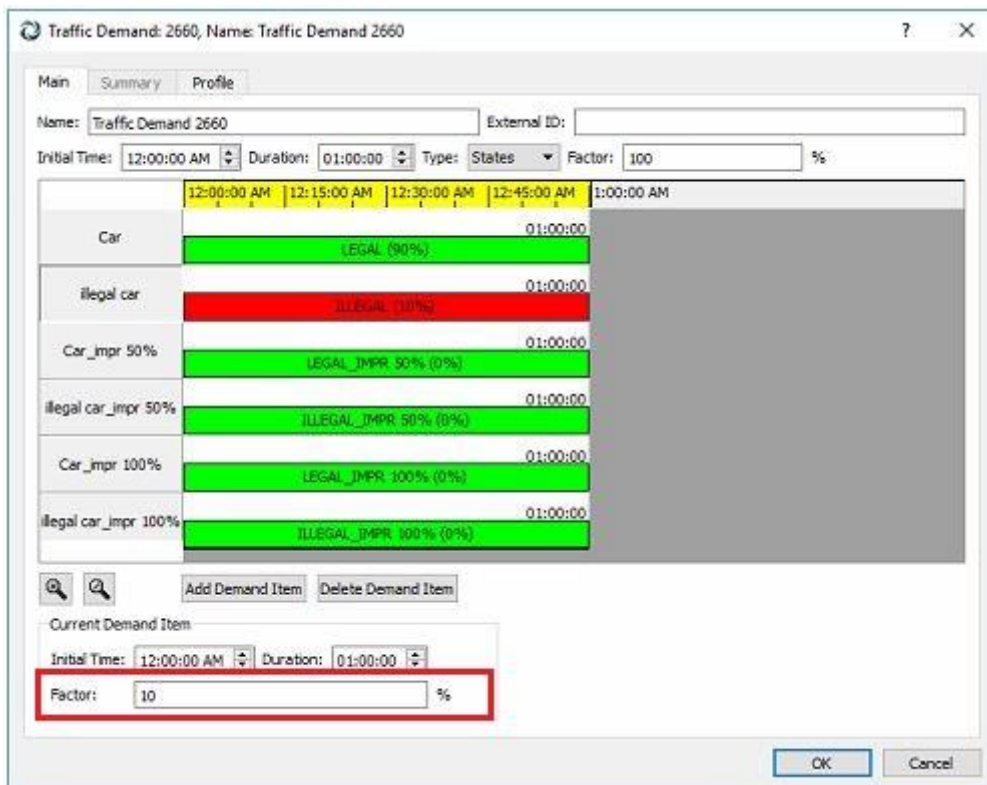 Traffic Demand: 2660, Name: Traffic Demand 2660 ? X
Main Summary Profile
Name: Traffic Demand 2660 External ID:
Initial Time: 12:00:00 AM Duration: 01:00:00 Type: States Factor: 100 %
12:00:00 AM 12:15:00 AM 12:30:00 AM 12:45:00 AM 1:00:00 AM
Car 01:00:00
LEGAL (90%)
illegal car 01:00:00
ILLEGAL (10%)
Car_impr 50% 01:00:00
LEGAL_IMPR 50% (0%)
illegal car_impr 50% 01:00:00
ILLEGAL_IMPR 50% (0%)
Car_impr 100% 01:00:00
LEGAL_IMPR 100% (0%)
illegal car_impr 100% 01:00:00
ILLEGAL_IMPR 100% (0%)
Add Demand Item Delete Demand Item
Current Demand Item
Initial Time: 12:00:00 AM Duration: 01:00:00
Factor: 10 %
OK Cancel